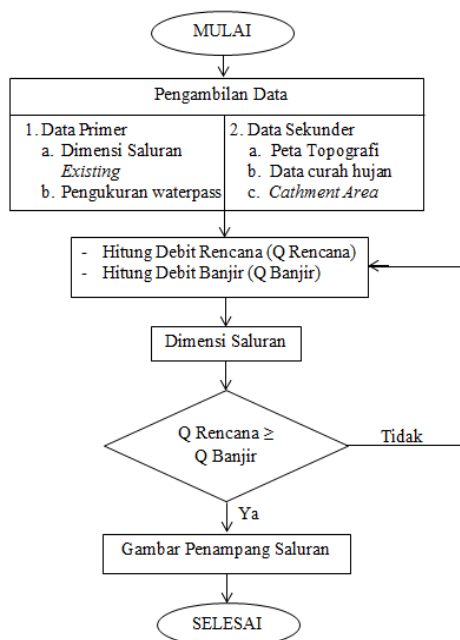 MULAI
Pengambilan Data
1. Data Primer
a. Dimensi Saluran
Existing
b. Pengukuran waterpass
2. Data Sekunder
a. Peta Topografi
b. Data curah hujan
c. Cathment Area
- Hitung Debit Rencana (Q Rencana)
- Hitung Debit Banjir (Q Banjir)
Dimensi Saluran
Q Rencana ≥
Q Banjir
Tidak
Ya
Gambar Penampang Saluran
SELESAI